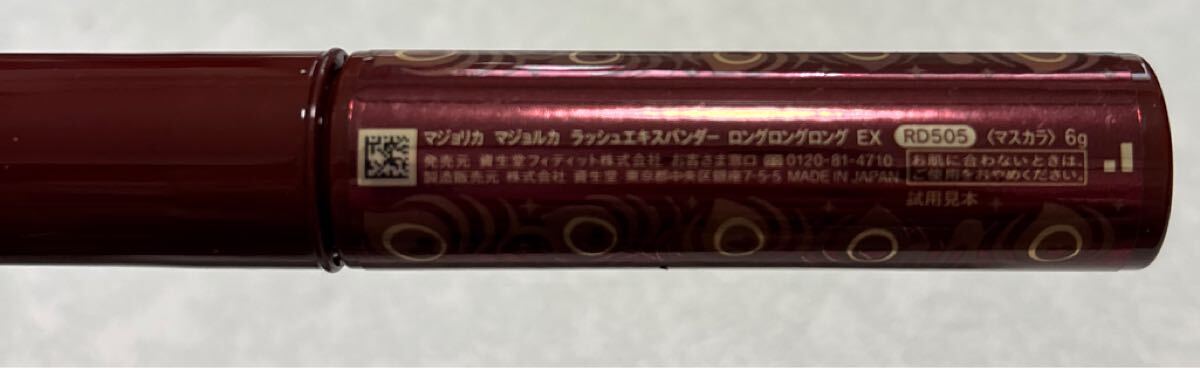 マジョリカ マジョルカ ラッシュエキスパンダー ロングロングロング EX RD505 〈マスカラ〉 6g
発売元 資生堂フィティット株式会社 お客さま窓口 ☎0120-81-4710
製造販売元 株式会社 資生堂 東京都中央区銀座7-5-5 MADE IN JAPAN
お肌に合わないときは
ご使用をおやめください。
試用見本